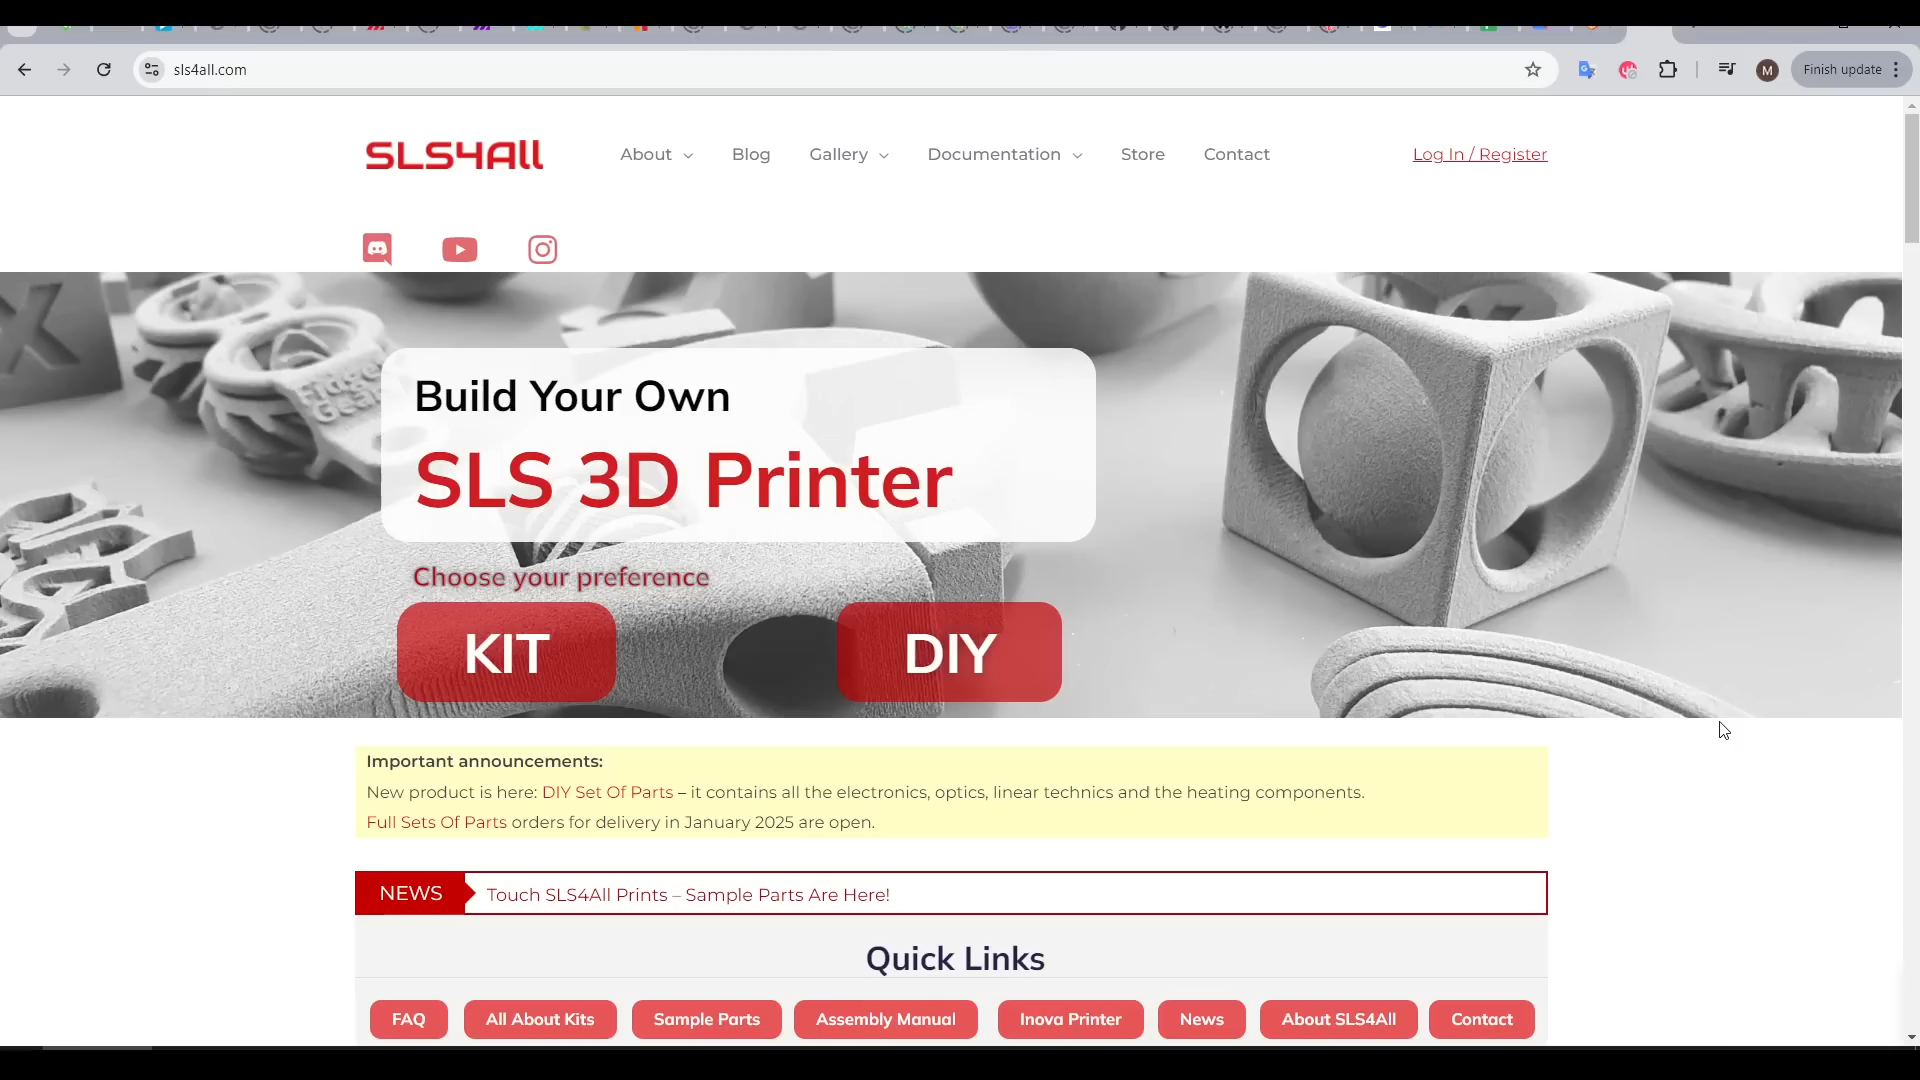 sls4all.com
M
Finish update
SLS4All
About
Blog
Gallery
Documentation
Store
Contact
Log In / Register
Build Your Own
SLS 3D Printer
Choose your preference
KIT
DIY
Important announcements:
New product is here: DIY Set Of Parts – it contains all the electronics, optics, linear technics and the heating components.
Full Sets Of Parts orders for delivery in January 2025 are open.
NEWS
Touch SLS4All Prints – Sample Parts Are Here!
Quick Links
FAQ
All About Kits
Sample Parts
Assembly Manual
Inova Printer
News
About SLS4All
Contact